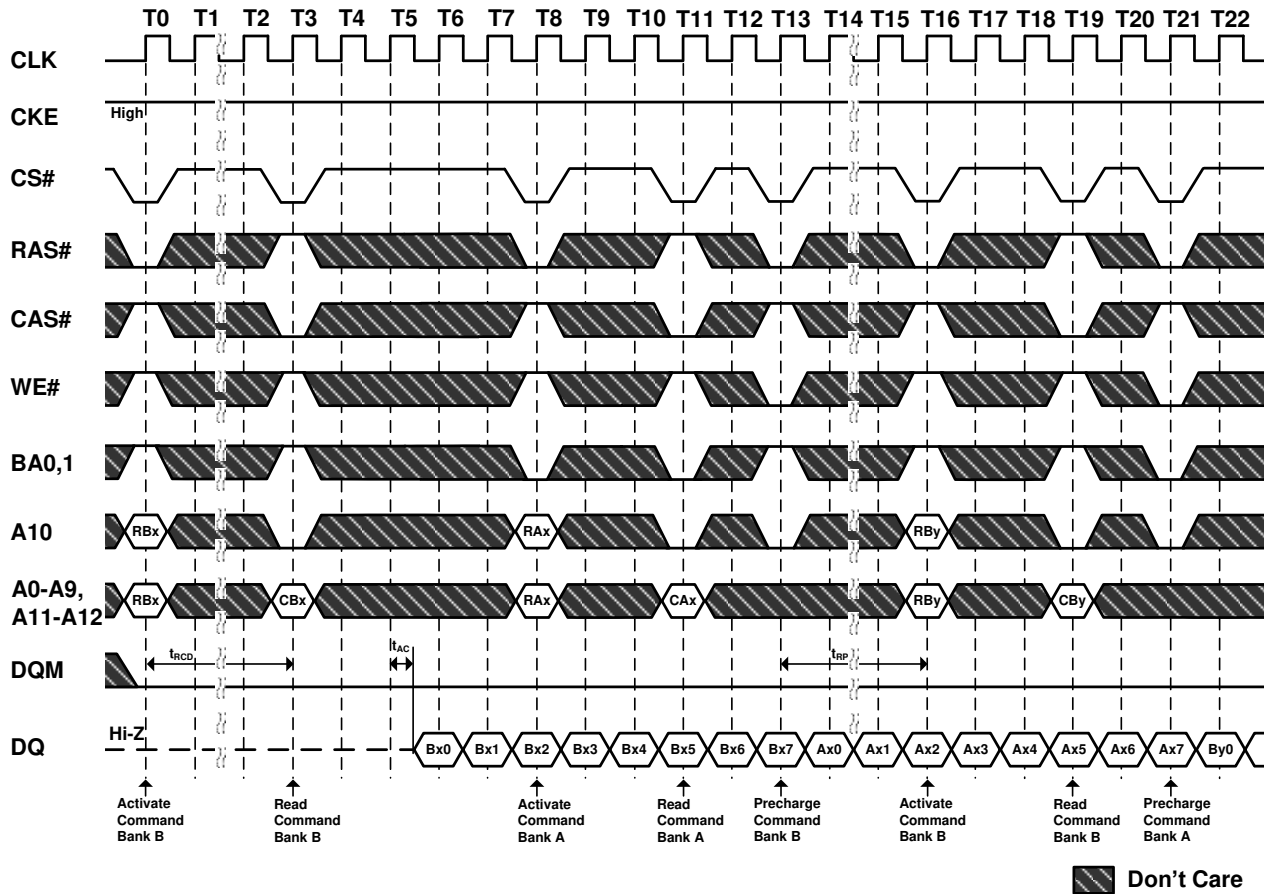 T0 T1 T2 T3 T4 T5 T6 T7 T8 T9 T10 T11 T12 T13 T14 T15 T16 T17 T18 T19 T20 T21 T22
CLK
CKE High
CS#
RAS#
CAS#
WE#
BA0,1
A10 RBx RAx RBy
A0-A9,
A11-A12 RBx CBx RAx CAx RBy CBy
DQM tRCD tAC tRP
DQ Hi-Z Bx0 Bx1 Bx2 Bx3 Bx4 Bx5 Bx6 Bx7 Ax0 Ax1 Ax2 Ax3 Ax4 Ax5 Ax6 Ax7 By0
Activate
Command
Bank B
Read
Command
Bank B
Activate
Command
Bank A
Read
Command
Bank A
Precharge
Command
Bank B
Activate
Command
Bank B
Read
Command
Bank B
Precharge
Command
Bank A
Don't Care